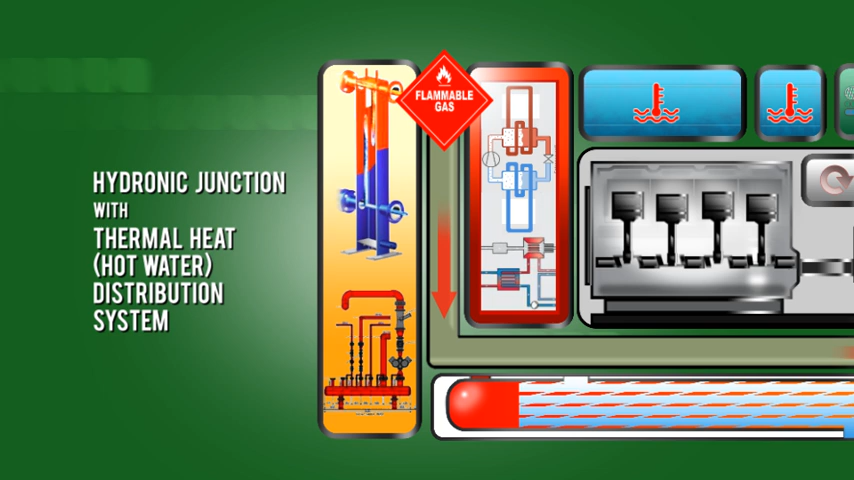 HYDRONIC JUNCTION
WITH
THERMAL HEAT
(HOT WATER)
DISTRIBUTION
SYSTEM
FLAMMABLE
GAS